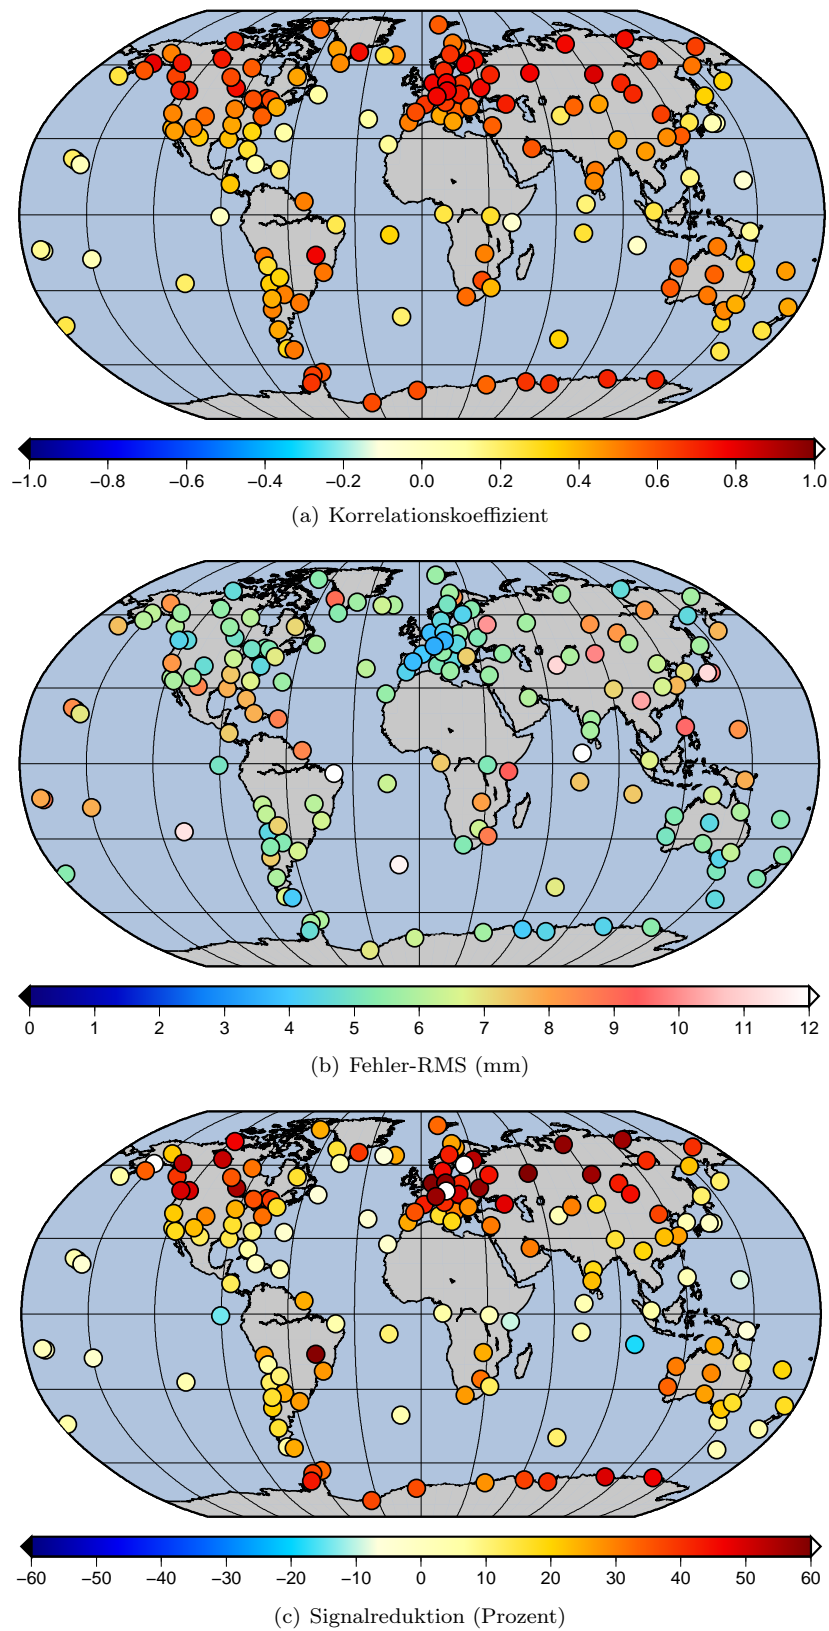 −1.0 −0.8 −0.6 −0.4 −0.2 0.0 0.2 0.4 0.6 0.8 1.0
(a) Korrelationskoeffizient
0 1 2 3 4 5 6 7 8 9 10 11 12
(b) Fehler-RMS (mm)
−60 −50 −40 −30 −20 −10 0 10 20 30 40 50 60
(c) Signalreduktion (Prozent)